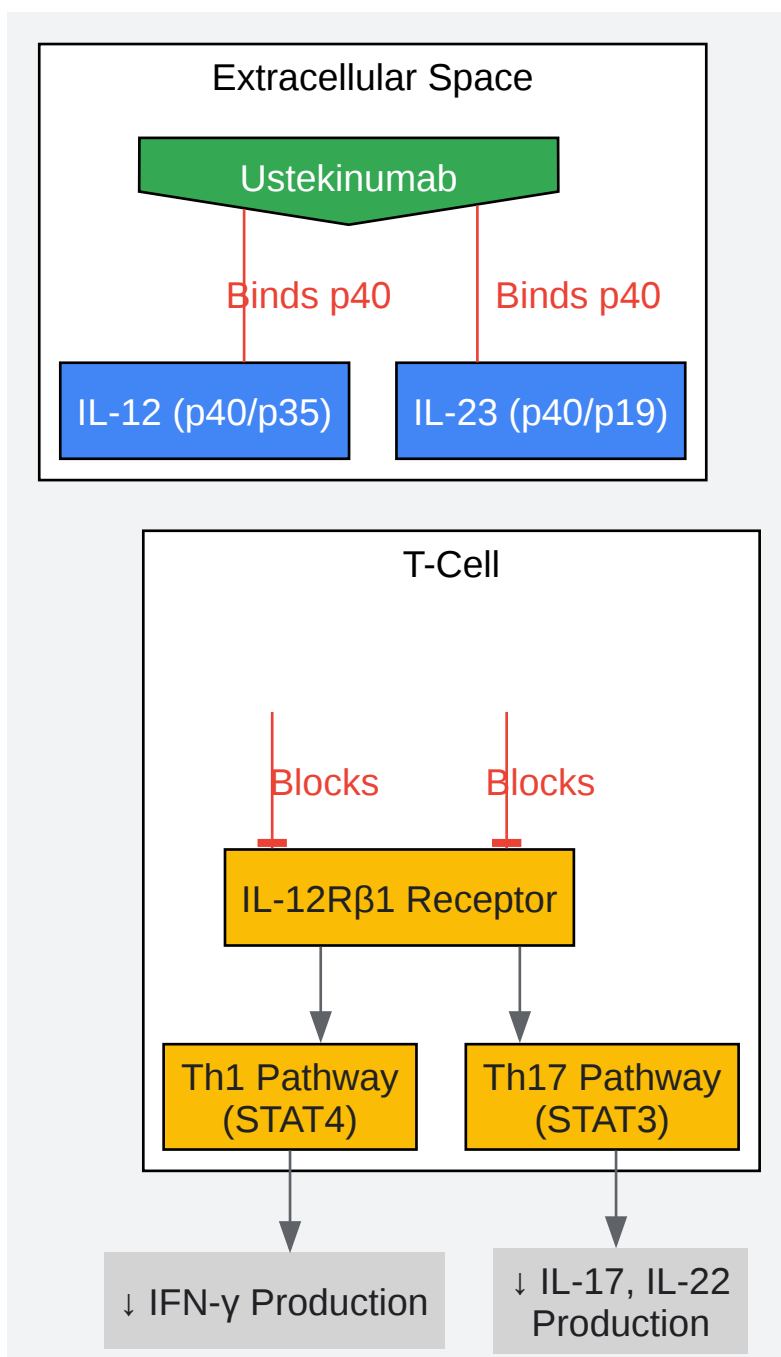 Extracellular Space
Ustekinumab
Binds p40
Binds p40
IL-12 (p40/p35)
IL-23 (p40/p19)
T-Cell
Blocks
Blocks
IL-12Rβ1 Receptor
Th1 Pathway
(STAT4)
Th17 Pathway
(STAT3)
↓ IFN-γ Production
↓ IL-17, IL-22
Production